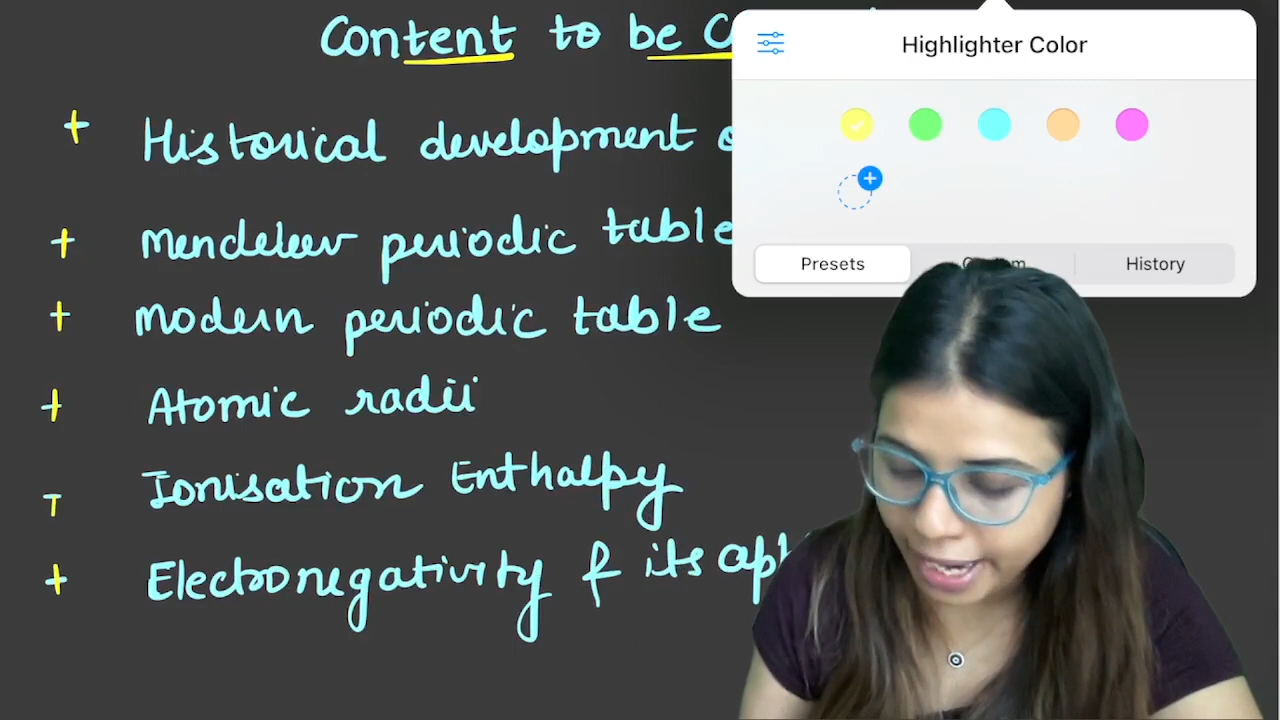 Content to be
Highlighter Color
+ Historical development
+ Mendeleev periodic table
Presets
History
+ Modern periodic table
+ Atomic radii
Ionisation Enthalpy
+ Electronegativity & its